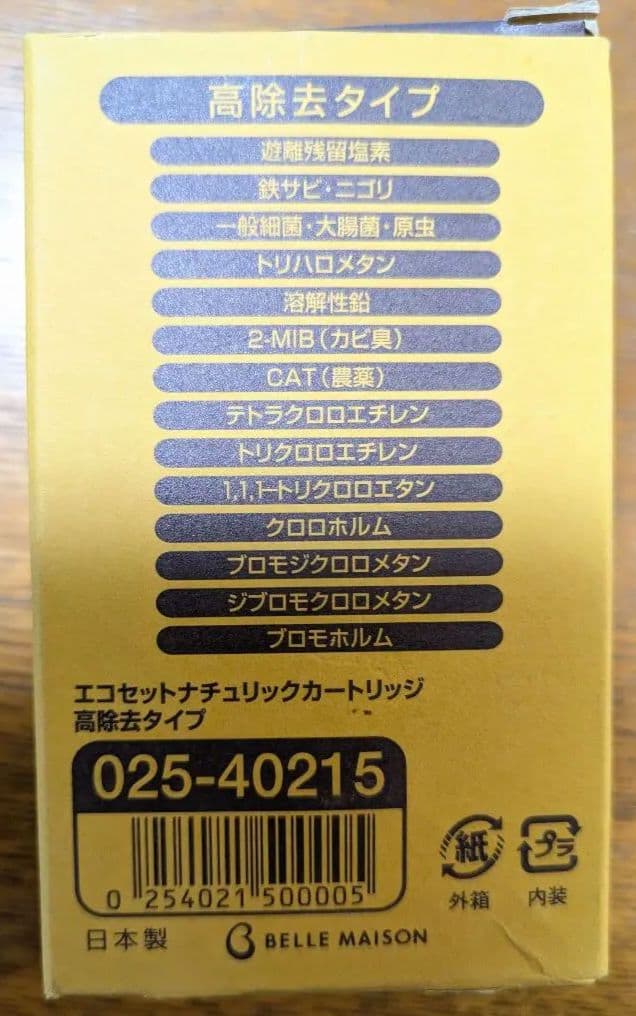 高除去タイプ
遊離残留塩素
鉄サビ・ニゴリ
一般細菌・大腸菌・原虫
トリハロメタン
溶解性鉛
2-MIB(カビ臭)
CAT(農薬)
テトラクロロエチレン
トリクロロエチレン
1,1,1-トリクロロエタン
クロロホルム
ブロモジクロロメタン
ジブロモクロロメタン
ブロモホルム
エコセットナチュリックカートリッジ
高除去タイプ
025-40215
0 254021 500005
紙 プラ
外箱 内装
日本製 BELLE MAISON